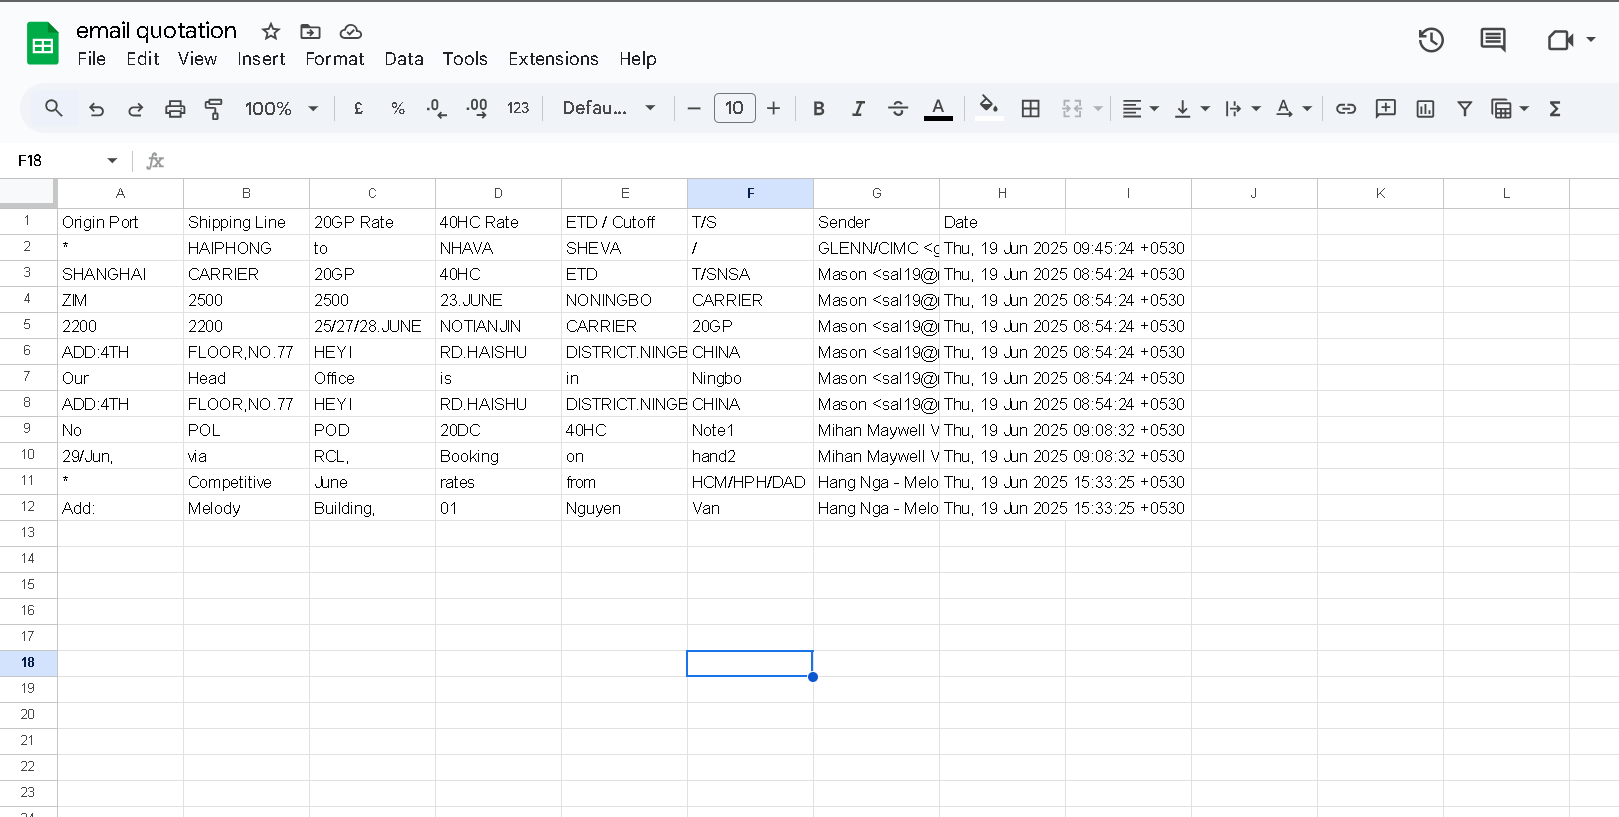 email quotation
File Edit View Insert Format Data Tools Extensions Help
100% £ % .0 .00 123 Defau... 10 B I S A A Σ
F18 fx
A B C D E F G H I J K L
1 Origin Port Shipping Line 20GP Rate 40HC Rate ETD / Cutoff T/S Sender Date
2 * HAIPHONG to NHAVA SHEVA / GLENN/CIMC <g Thu, 19 Jun 2025 09:45:24 +0530
3 SHANGHAI CARRIER 20GP 40HC ETD T/SNSA Mason <sal19@ Thu, 19 Jun 2025 08:54:24 +0530
4 ZIM 2500 2500 23.JUNE NONINGBO CARRIER Mason <sal19@ Thu, 19 Jun 2025 08:54:24 +0530
5 2200 2200 25/27/28.JUNE NOTIANJIN CARRIER 20GP Mason <sal19@ Thu, 19 Jun 2025 08:54:24 +0530
6 ADD:4TH FLOOR,NO.77 HEYI RD.HAISHU DISTRICT.NINGB CHINA Mason <sal19@ Thu, 19 Jun 2025 08:54:24 +0530
7 Our Head Office is in Ningbo Mason <sal19@ Thu, 19 Jun 2025 08:54:24 +0530
8 ADD:4TH FLOOR,NO.77 HEYI RD.HAISHU DISTRICT.NINGB CHINA Mason <sal19@ Thu, 19 Jun 2025 08:54:24 +0530
9 No POL POD 20DC 40HC Note1 Mihan Maywell V Thu, 19 Jun 2025 09:08:32 +0530
10 29/Jun, via RCL, Booking on hand2 Mihan Maywell V Thu, 19 Jun 2025 09:08:32 +0530
11 * Competitive June rates from HCM/HPH/DAD Hang Nga - Melo Thu, 19 Jun 2025 15:33:25 +0530
12 Add: Melody Building, 01 Nguyen Van Hang Nga - Melo Thu, 19 Jun 2025 15:33:25 +0530
13
14
15
16
17
18
19
20
21
22
23